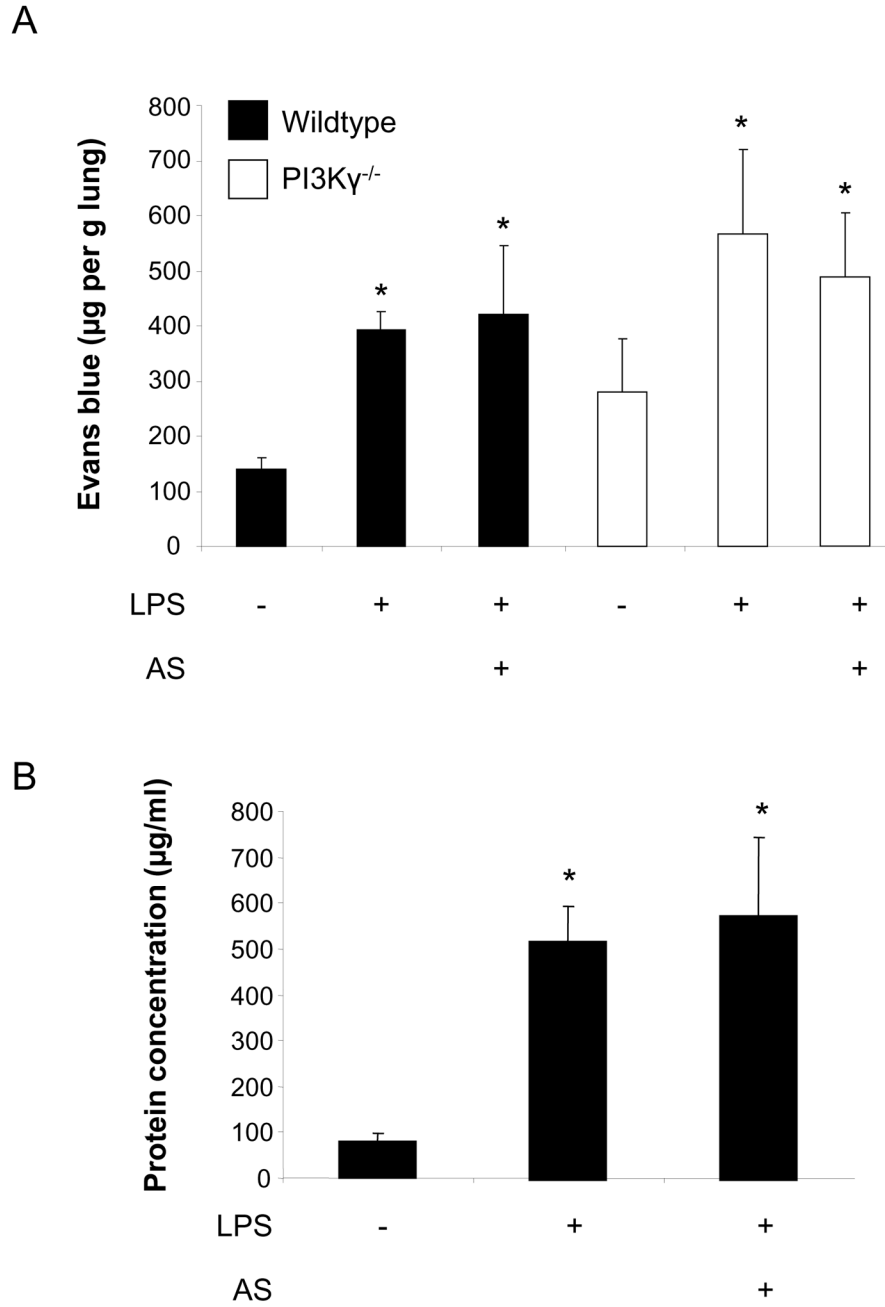 A
Evans blue (µg per g lung)
800
700
600
500
400
300
200
100
0
Wildtype
PI3Kγ-/-
*
*
*
*
LPS - + + - + +
AS + +
B
Protein concentration (µg/ml)
800
700
600
500
400
300
200
100
0
*
*
LPS - + +
AS +